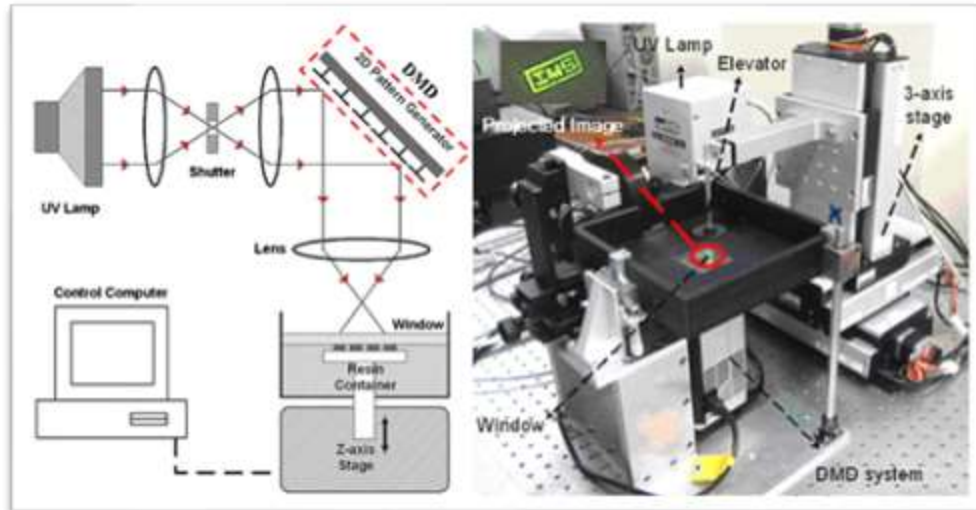 UV Lamp
Shutter
2D Pattern Generator
DMD
Lens
Control Computer
Window
Resin
Container
Z-axis
Stage
IWS
UV Lamp
Elevator
3-axis
stage
Projected Image
Window
DMD system